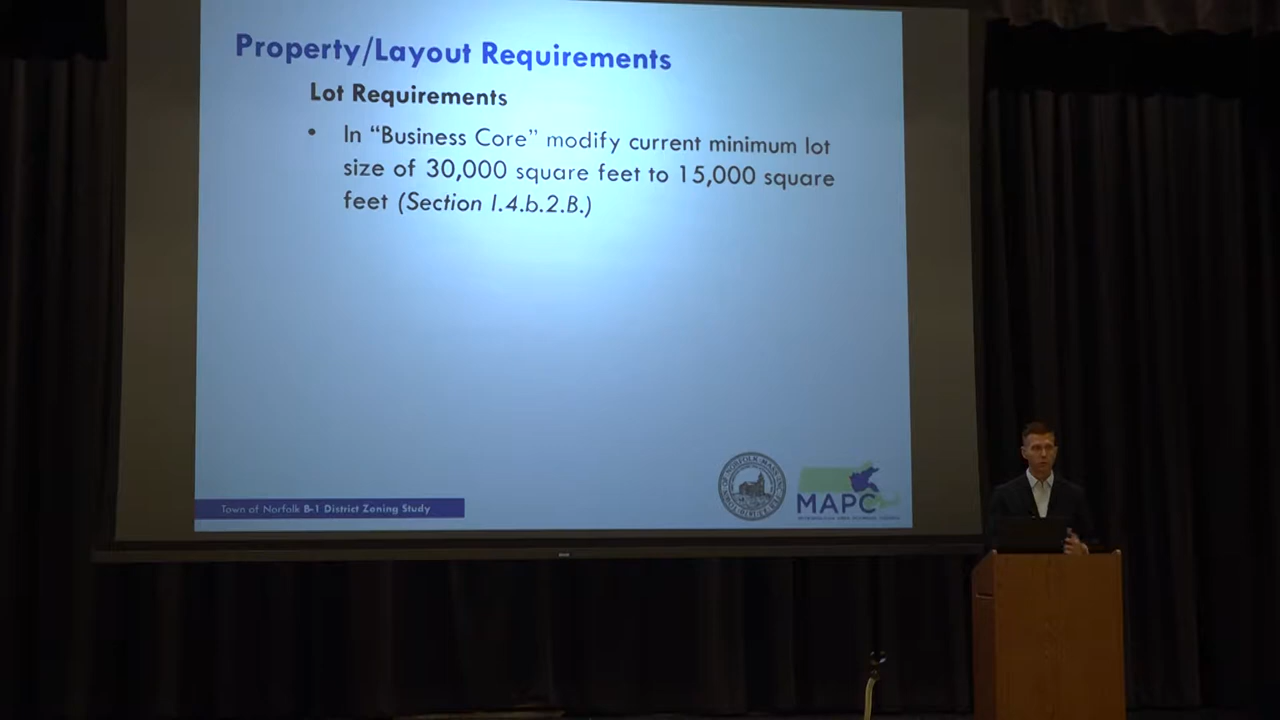 Property/Layout Requirements
Lot Requirements
• In “Business Core” modify current minimum lot
size of 30,000 square feet to 15,000 square
feet (Section I.4.b.2.B.)
Town of Norfolk B-1 District Zoning Study
MAPC